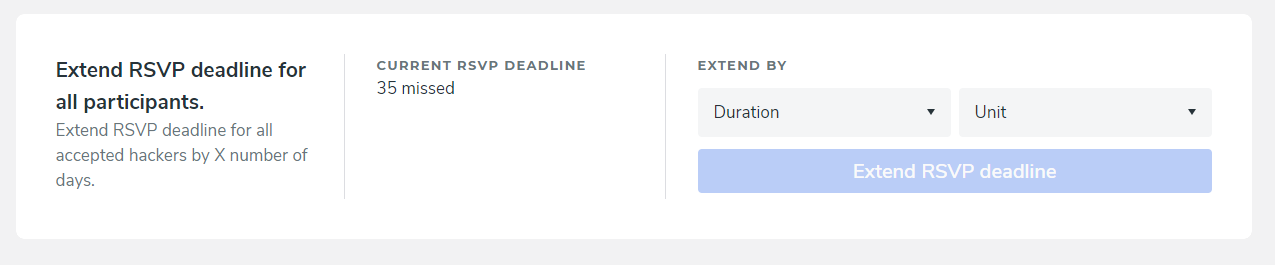 Extend RSVP deadline for
all participants.
Extend RSVP deadline for all
accepted hackers by X number of
days.
CURRENT RSVP DEADLINE
35 missed
EXTEND BY
Duration
Unit
Extend RSVP deadline